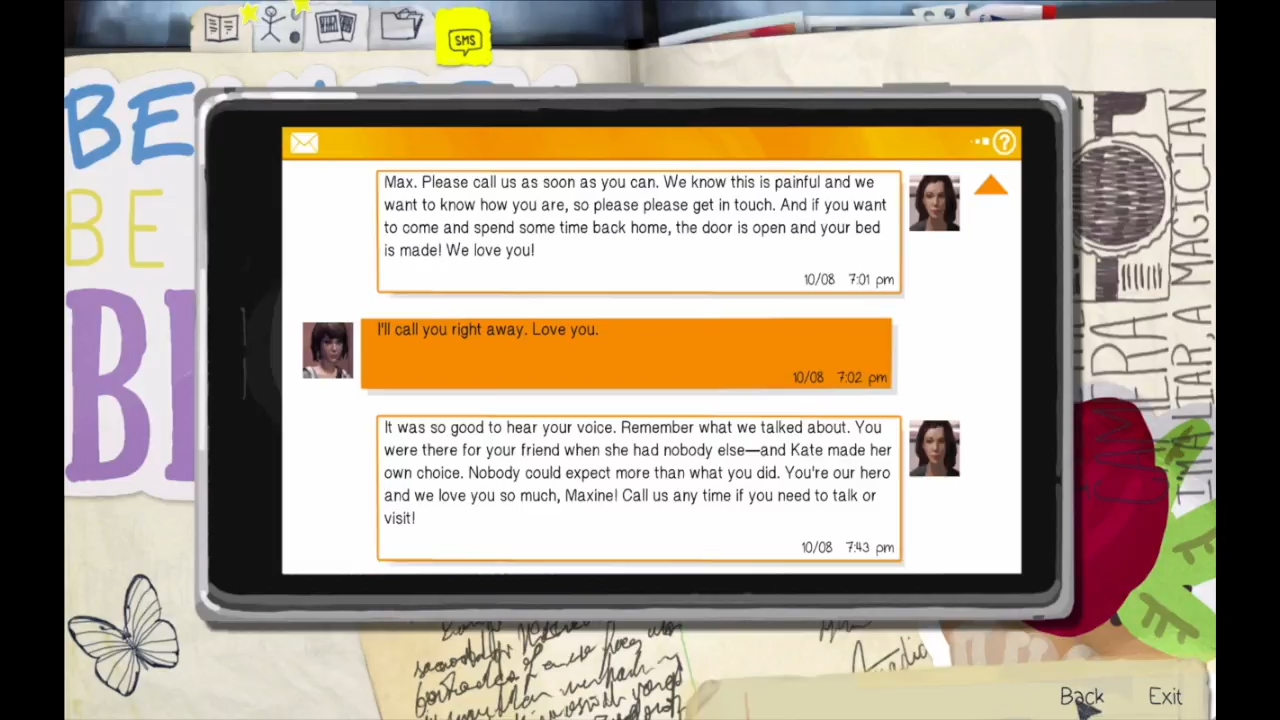 SMS
BE
BE
?
Max. Please call us as soon as you can. We know this is painful and we
want to know how you are, so please please get in touch. And if you want
to come and spend some time back home, the door is open and your bed
is made! We love you!
10/08 7:01 pm
I'll call you right away. Love you.
10/08 7:02 pm
It was so good to hear your voice. Remember what we talked about. You
were there for your friend when she had nobody else—and Kate made her
own choice. Nobody could expect more than what you did. You're our hero
and we love you so much, Maxine! Call us any time if you need to talk or
visit!
10/08 7:43 pm
A MAGICIAN
Back Exit